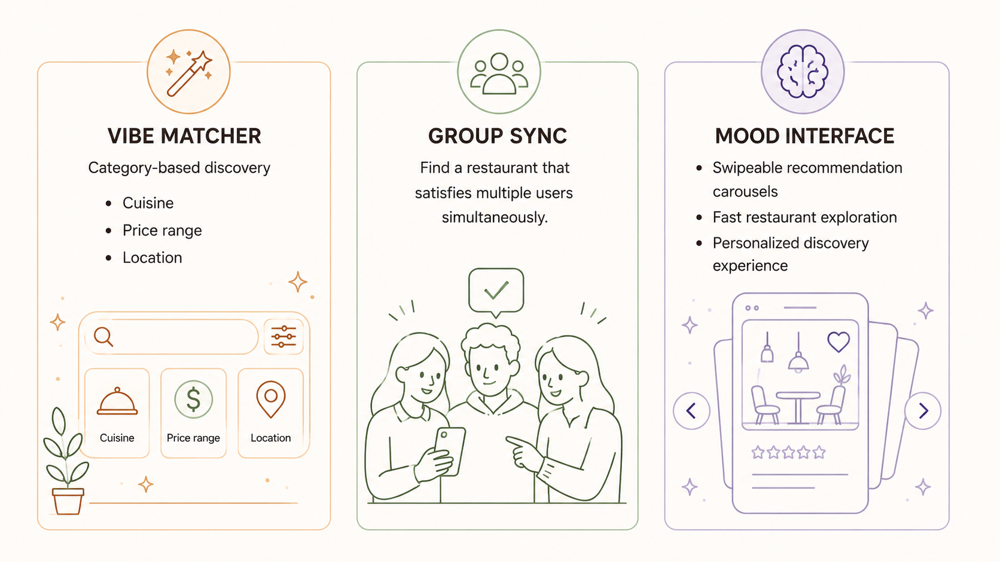 VIBE MATCHER
Category-based discovery
• Cuisine
• Price range
• Location
Cuisine
Price range
Location
GROUP SYNC
Find a restaurant that
satisfies multiple users
simultaneously.
MOOD INTERFACE
• Swipeable recommendation
carousels
• Fast restaurant exploration
• Personalized discovery
experience